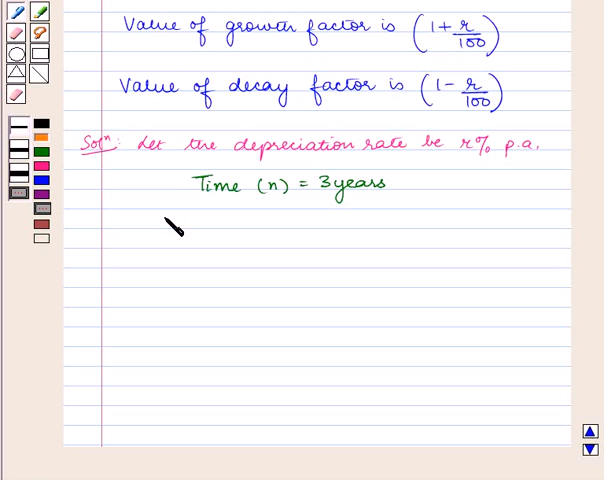 Value of growth factor is (1 + r/100)
Value of decay factor is (1 - r/100)
Solⁿ: Let the depreciation rate be r% p.a.
Time (n) = 3 years